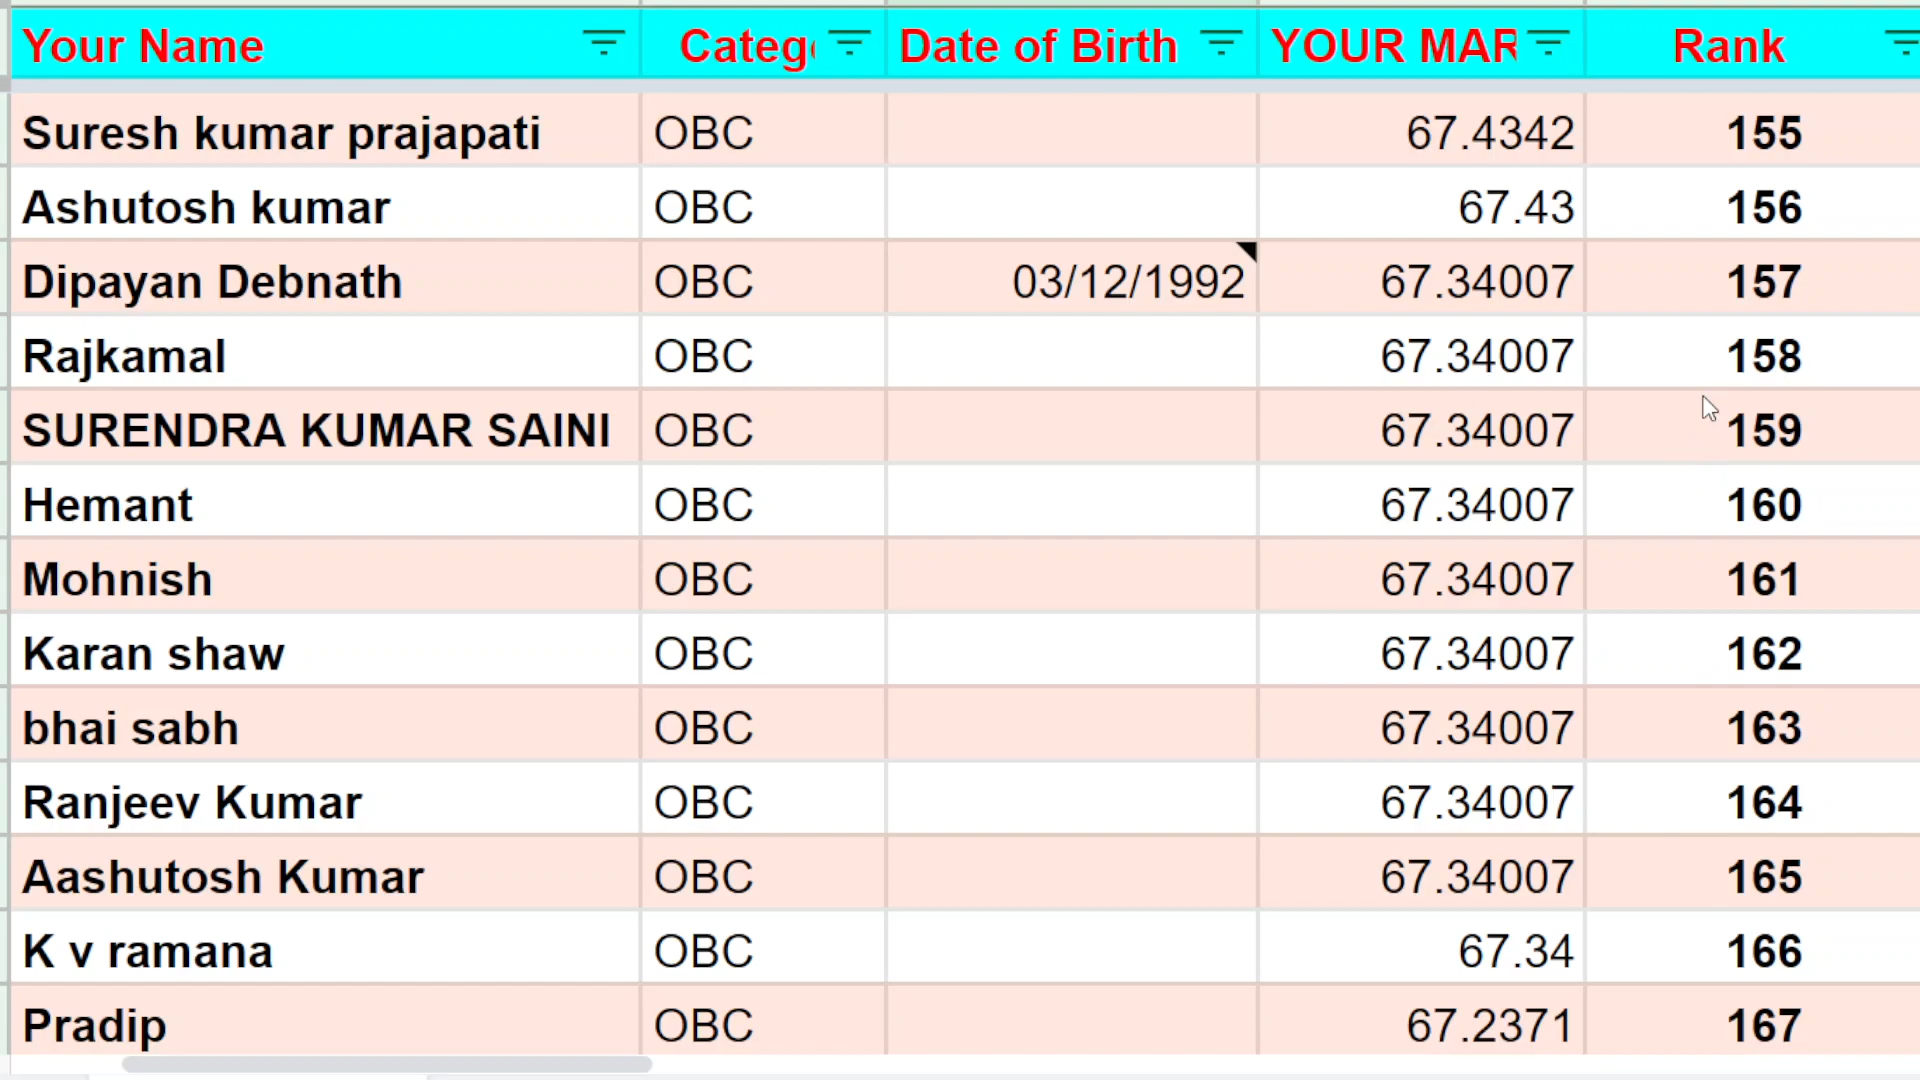 Your Name Catego Date of Birth YOUR MAR Rank
Suresh kumar prajapati OBC 67.4342 155
Ashutosh kumar OBC 67.43 156
Dipayan Debnath OBC 03/12/1992 67.34007 157
Rajkamal OBC 67.34007 158
SURENDRA KUMAR SAINI OBC 67.34007 159
Hemant OBC 67.34007 160
Mohnish OBC 67.34007 161
Karan shaw OBC 67.34007 162
bhai sabh OBC 67.34007 163
Ranjeev Kumar OBC 67.34007 164
Aashutosh Kumar OBC 67.34007 165
K v ramana OBC 67.34 166
Pradip OBC 67.2371 167